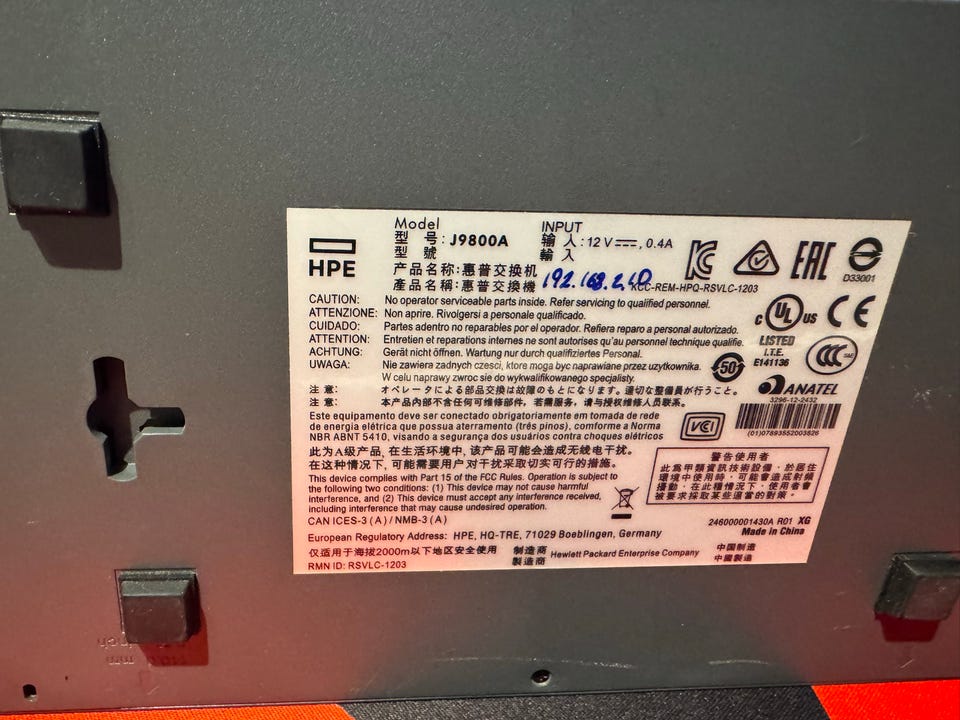 HPE
Model
型 号: J9800A
型 號
INPUT
输 入: 12 V⎓, 0.4A
輸 入
产品名称: 惠普交换机
產品名稱: 惠普交換機
192.168.2.10
KCC-REM-HPQ-RSVLC-1203
EAC
D33001
CAUTION: No operator serviceable parts inside. Refer servicing to qualified personnel.
ATTENZIONE: Non aprire. Rivolgersi a personale qualificato.
CUIDADO: Partes adentro no reparables por el operador. Refiera reparo a personal autorizado.
ATTENTION: Entretien et reparations internes ne sont autorises qu'au personnel technique qualifie.
ACHTUNG: Gerät nicht öffnen. Wartung nur durch qualifiziertes Personal.
UWAGA: Nie zawiera zadnych czesci, ktore moga byc naprawiane przez uzytkownika.
W celu naprawy zwroc sie do wykwalifikowanego specjalisty.
注 意: オペレータによる部品交換は故障のもとになります。適切な整備員が行うこと。
注 意: 本产品内部不含任何可维修部件, 若需服务, 请与授权维修人员联系。
c UL us
LISTED
I.T.E.
E141136
CE
CCC
50
ANATEL
3296-12-2432
(01)07893552003826
VCI
Este equipamento deve ser conectado obrigatoriamente em tomada de rede
de energia elétrica que possua aterramento (três pinos), conforme a Norma
NBR ABNT 5410, visando a segurança dos usuários contra choques elétricos
此为A级产品, 在生活环境中, 该产品可能会造成无线电干扰。
在这种情况下, 可能需要用户对干扰采取切实可行的措施。
This device complies with Part 15 of the FCC Rules. Operation is subject to
the following two conditions: (1) This device may not cause harmful
interference, and (2) This device must accept any interference received,
including interference that may cause undesired operation.
CAN ICES-3 (A) / NMB-3 (A)
警告使用者
此為甲類資訊技術設備, 於居住
環境中使用時, 可能會造成射頻
擾動, 在此種情況下, 使用者會
被要求採取某些適當的對策。
246000001430A R01 XG
Made in China
European Regulatory Address: HPE, HQ-TRE, 71029 Boeblingen, Germany
仅适用于海拔2000m以下地区安全使用
制造商 Hewlett Packard Enterprise Company
製造商
中国制造
中國製造
RMN ID: RSVLC-1203